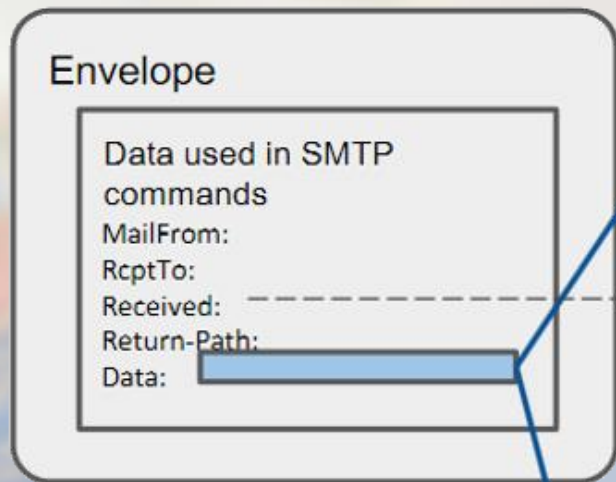 Envelope
Data used in SMTP
commands
MailFrom:
RcptTo:
Received:
Return-Path:
Data: